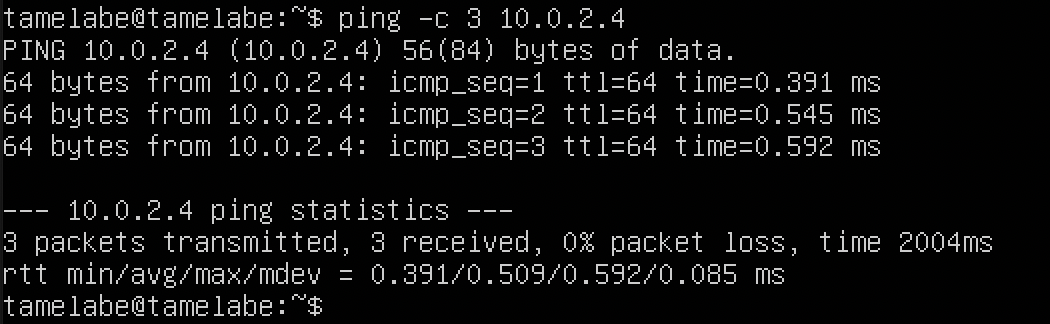 tamelabe@tamelabe:~$ ping -c 3 10.0.2.4
PING 10.0.2.4 (10.0.2.4) 56(84) bytes of data.
64 bytes from 10.0.2.4: icmp_seq=1 ttl=64 time=0.391 ms
64 bytes from 10.0.2.4: icmp_seq=2 ttl=64 time=0.545 ms
64 bytes from 10.0.2.4: icmp_seq=3 ttl=64 time=0.592 ms
--- 10.0.2.4 ping statistics ---
3 packets transmitted, 3 received, 0% packet loss, time 2004ms
rtt min/avg/max/mdev = 0.391/0.509/0.592/0.085 ms
tamelabe@tamelabe:~$